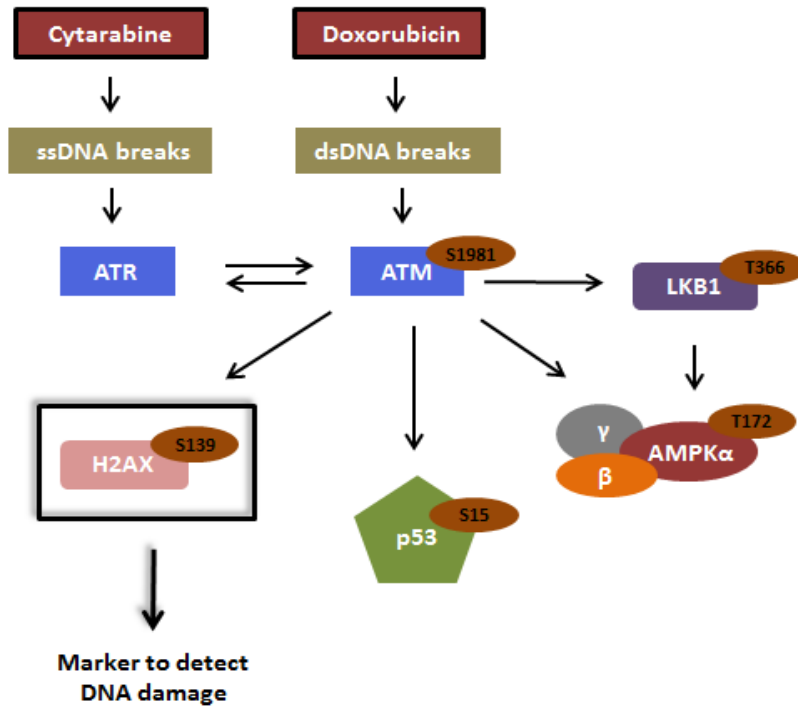 Cytarabine
Doxorubicin
ssDNA breaks
dsDNA breaks
ATR
ATM
S1981
LKB1
T366
H2AX
S139
p53
S15
γ
β
AMPKα
T172
Marker to detect
DNA damage